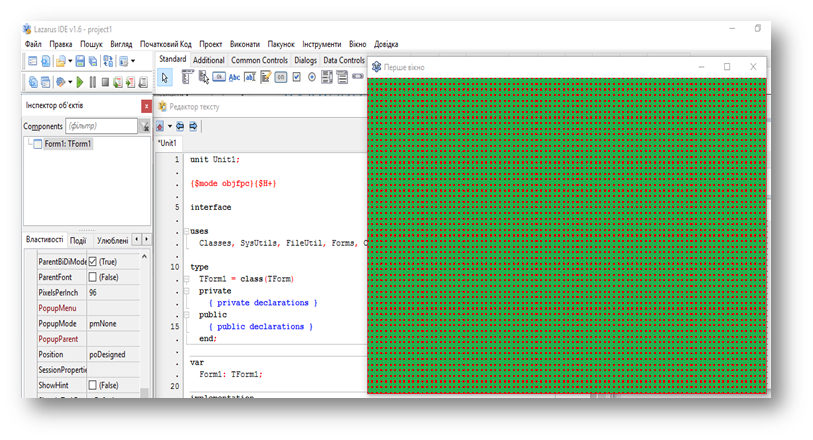 Lazarus IDE v1.6 - project1
Файл Правка Пошук Вигляд Початковий Код Проект Виконати Пакунок Інструменти Вікно Довідка
Standard Additional Common Controls Dialogs Data Controls
Ok Abc ab
Інспектор об'єктів
Components (фільтр)
Form1: TForm1
Властивості Події Улюблені
ParentBiDiMode (True)
ParentFont (False)
PixelsPerInch 96
PopupMenu
PopupMode pmNone
PopupParent
Position poDesigned
SessionProperties
ShowHint (False)
Редактор тексту
*Unit1
1 unit Unit1;
{$mode objfpc}{$H+}
5 interface
uses
Classes, SysUtils, FileUtil, Forms,
10 type
TForm1 = class(TForm)
private
{ private declarations }
public
15 { public declarations }
end;
var
Form1: TForm1;
20
implementation
Перше вікно